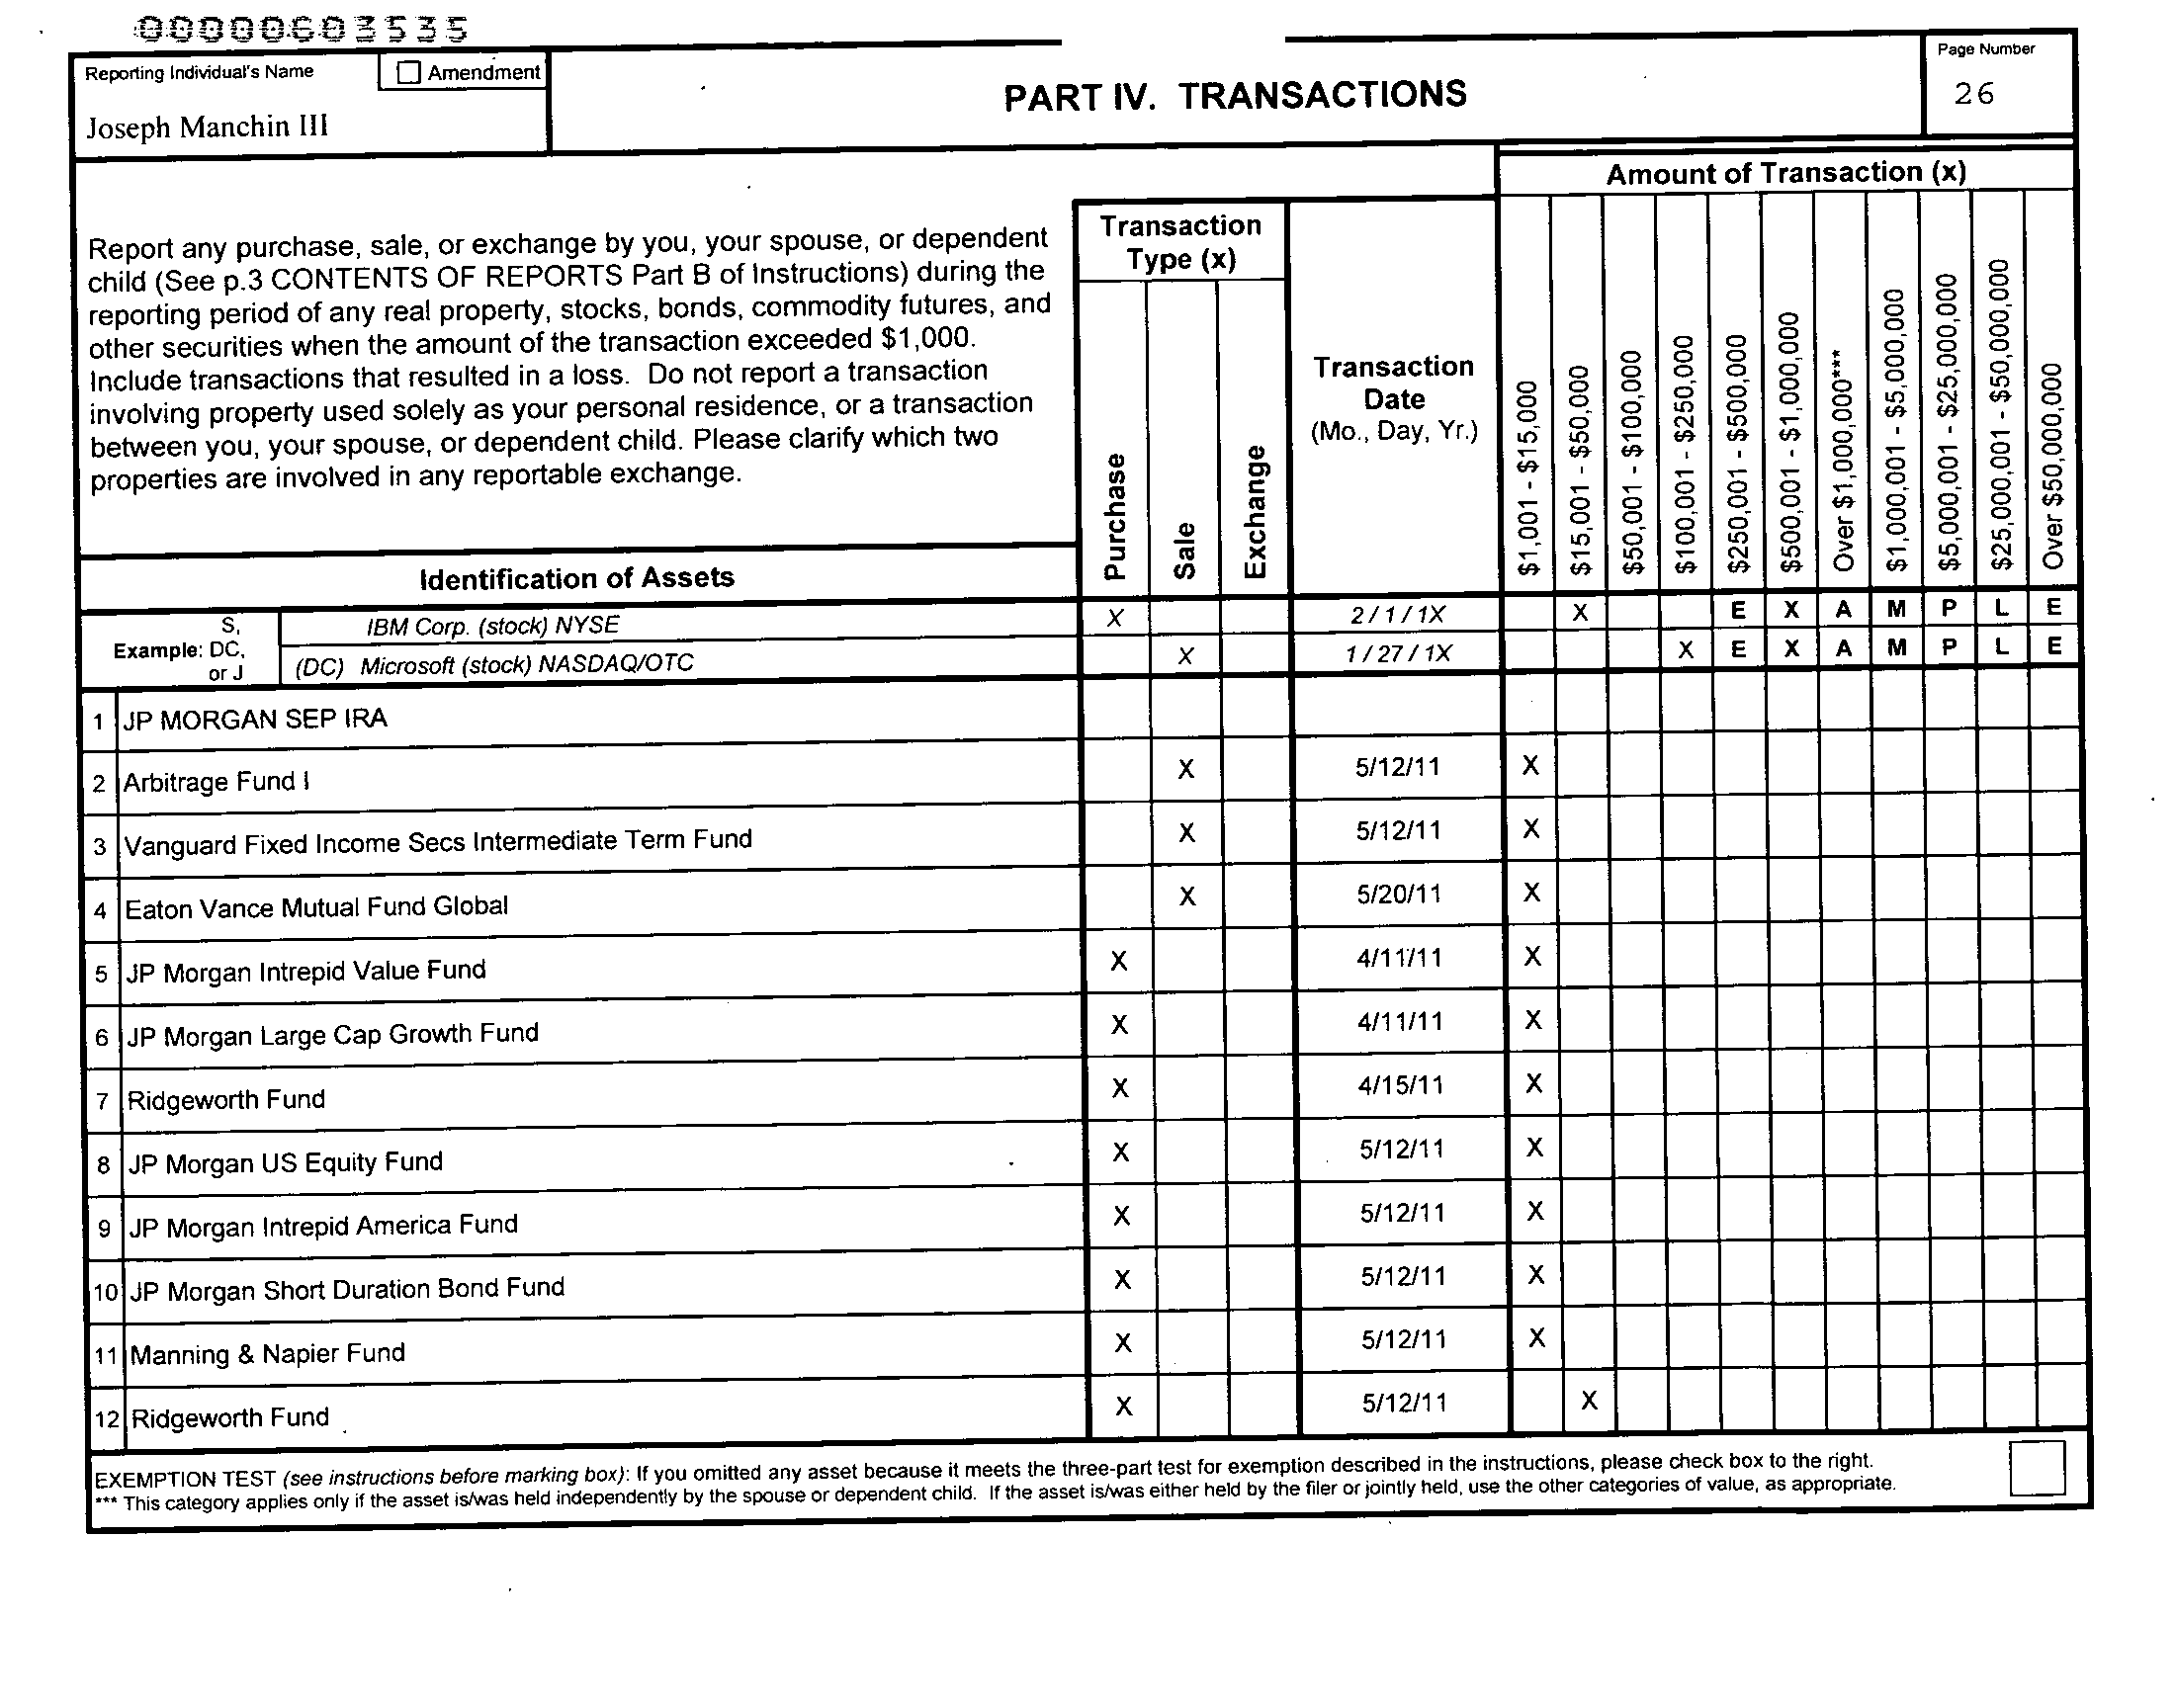 00000603535
Reporting Individual's Name
Amendment
Joseph Manchin III
PART IV. TRANSACTIONS
Page Number
26
Report any purchase, sale, or exchange by you, your spouse, or dependent
child (See p.3 CONTENTS OF REPORTS Part B of Instructions) during the
reporting period of any real property, stocks, bonds, commodity futures, and
other securities when the amount of the transaction exceeded $1,000.
Include transactions that resulted in a loss. Do not report a transaction
involving property used solely as your personal residence, or a transaction
between you, your spouse, or dependent child. Please clarify which two
properties are involved in any reportable exchange.
Identification of Assets
Transaction
Type (x)
Purchase
Sale
Exchange
Transaction
Date
(Mo., Day, Yr.)
Amount of Transaction (x)
$1,001 - $15,000
$15,001 - $50,000
$50,001 - $100,000
$100,001 - $250,000
$250,001 - $500,000
$500,001 - $1,000,000
Over $1,000,000***
$1,000,001 - $5,000,000
$5,000,001 - $25,000,000
$25,000,001 - $50,000,000
Over $50,000,000
Example: S, DC, or J
IBM Corp. (stock) NYSE X 2/1/1X X E X A M P L E
(DC) Microsoft (stock) NASDAQ/OTC X 1/27/1X X E X A M P L E
1 JP MORGAN SEP IRA
2 Arbitrage Fund I X 5/12/11 X
3 Vanguard Fixed Income Secs Intermediate Term Fund X 5/12/11 X
4 Eaton Vance Mutual Fund Global X 5/20/11 X
5 JP Morgan Intrepid Value Fund X 4/11/11 X
6 JP Morgan Large Cap Growth Fund X 4/11/11 X
7 Ridgeworth Fund X 4/15/11 X
8 JP Morgan US Equity Fund X 5/12/11 X
9 JP Morgan Intrepid America Fund X 5/12/11 X
10 JP Morgan Short Duration Bond Fund X 5/12/11 X
11 Manning & Napier Fund X 5/12/11 X
12 Ridgeworth Fund X 5/12/11 X
EXEMPTION TEST (see instructions before marking box): If you omitted any asset because it meets the three-part test for exemption described in the instructions, please check box to the right.
*** This category applies only if the asset is/was held independently by the spouse or dependent child. If the asset is/was either held by the filer or jointly held, use the other categories of value, as appropriate.